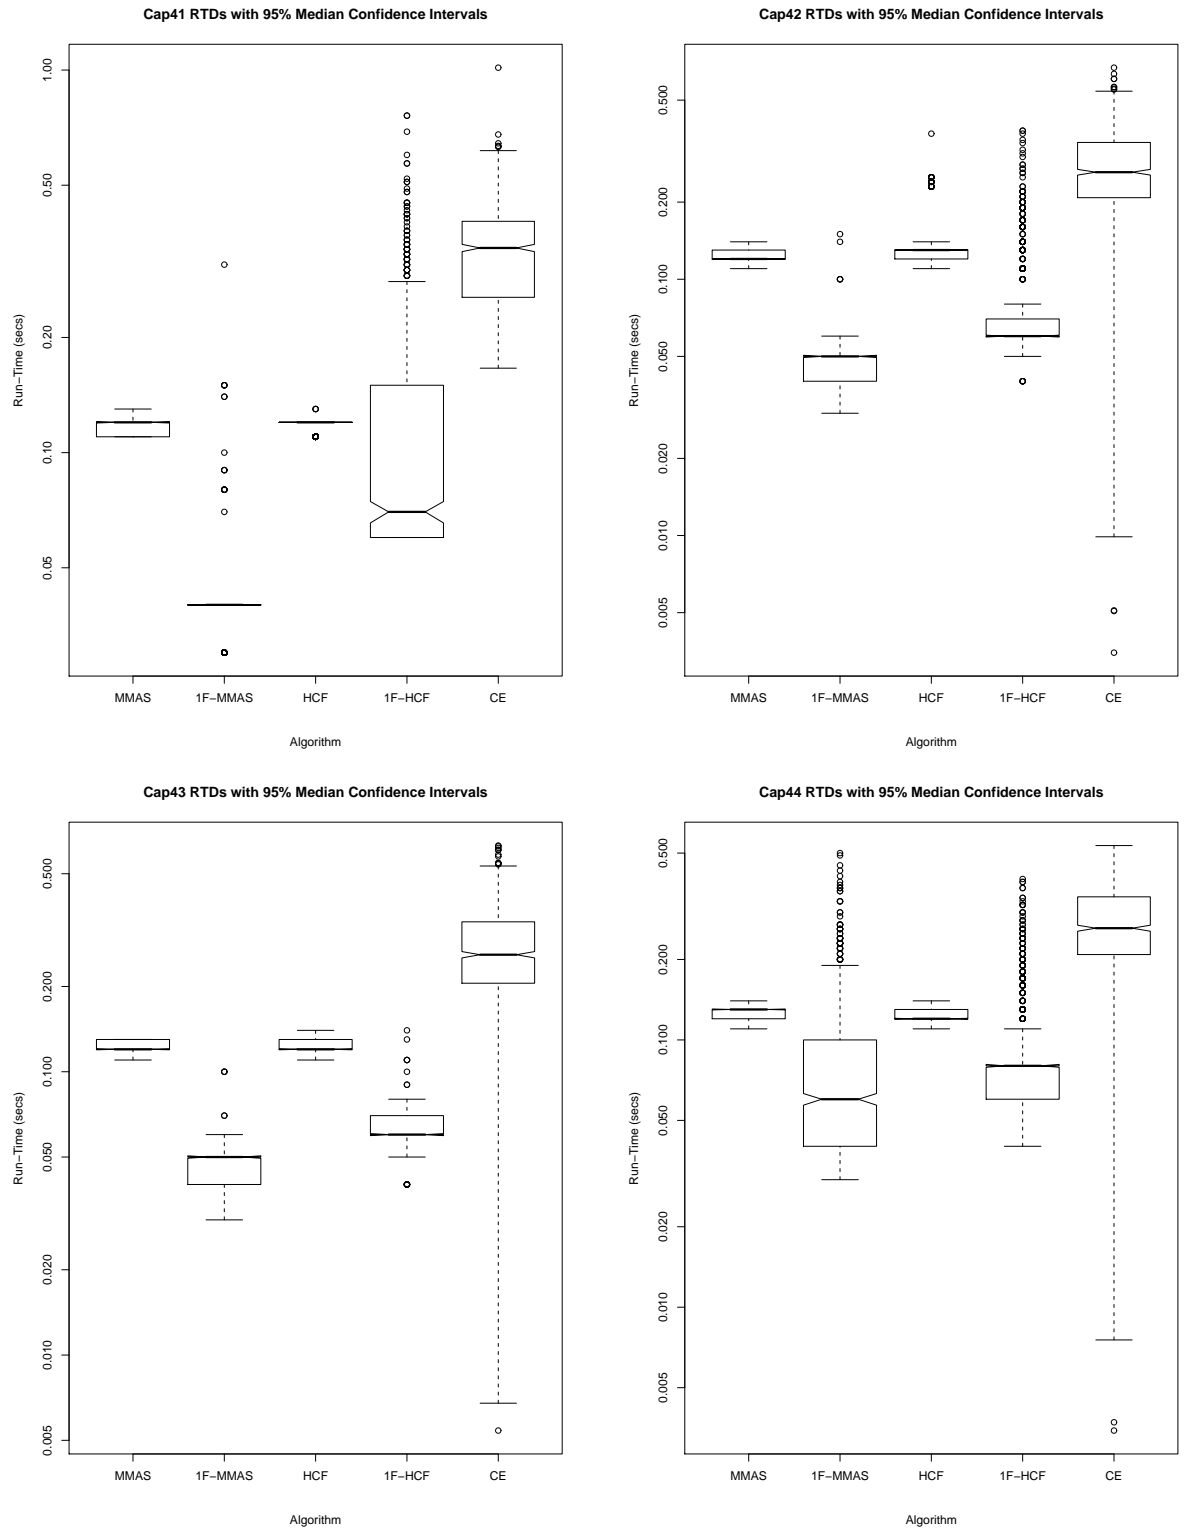 Cap41 RTDs with 95% Median Confidence Intervals
Run−Time (secs)
1.00
0.50
0.20
0.10
0.05
MMAS 1F−MMAS HCF 1F−HCF CE
Algorithm
Cap42 RTDs with 95% Median Confidence Intervals
Run−Time (secs)
0.500
0.200
0.100
0.050
0.020
0.010
0.005
MMAS 1F−MMAS HCF 1F−HCF CE
Algorithm
Cap43 RTDs with 95% Median Confidence Intervals
Run−Time (secs)
0.500
0.200
0.100
0.050
0.020
0.010
0.005
MMAS 1F−MMAS HCF 1F−HCF CE
Algorithm
Cap44 RTDs with 95% Median Confidence Intervals
Run−Time (secs)
0.500
0.200
0.100
0.050
0.020
0.010
0.005
MMAS 1F−MMAS HCF 1F−HCF CE
Algorithm